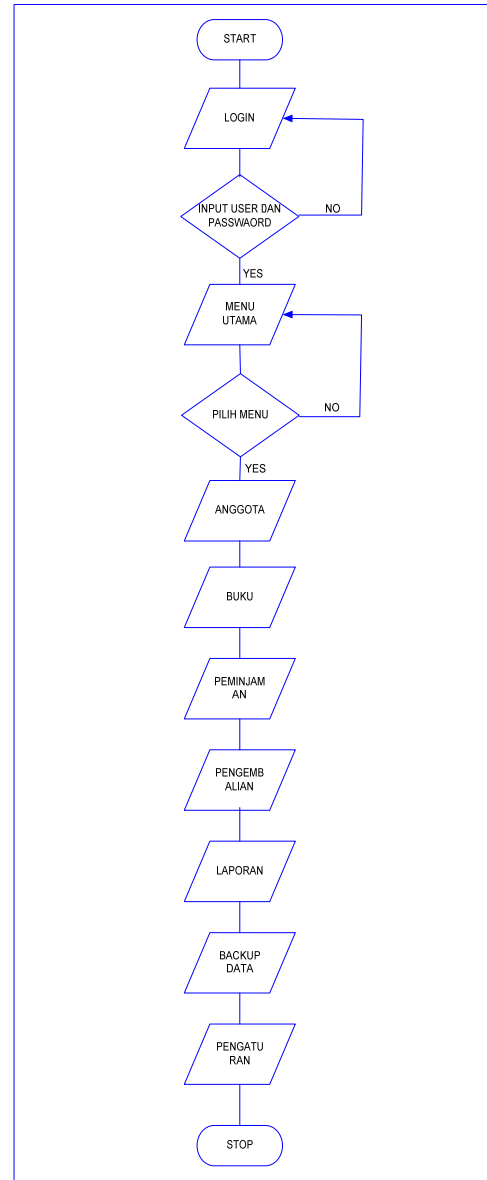 START
LOGIN
INPUT USER DAN
PASSWAORD
NO
YES
MENU
UTAMA
PILIH MENU
NO
YES
ANGGOTA
BUKU
PEMINJAM
AN
PENGEMB
ALIAN
LAPORAN
BACKUP
DATA
PENGATU
RAN
STOP